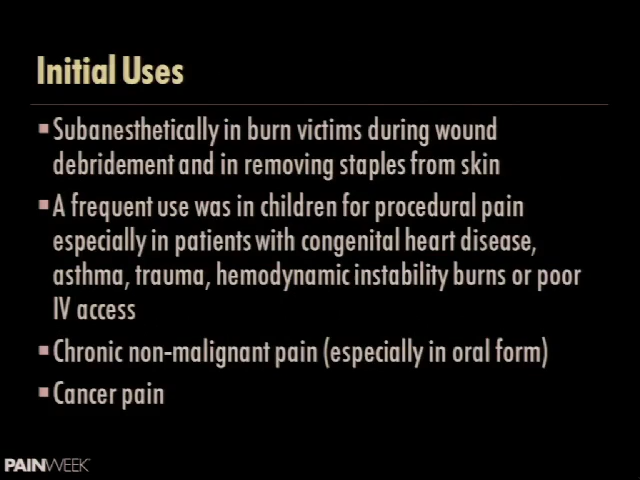 Initial Uses
Subanesthetically in burn victims during wound
debridement and in removing staples from skin
A frequent use was in children for procedural pain
especially in patients with congenital heart disease,
asthma, trauma, hemodynamic instability burns or poor
IV access
Chronic non-malignant pain (especially in oral form)
Cancer pain
PAINWEEK